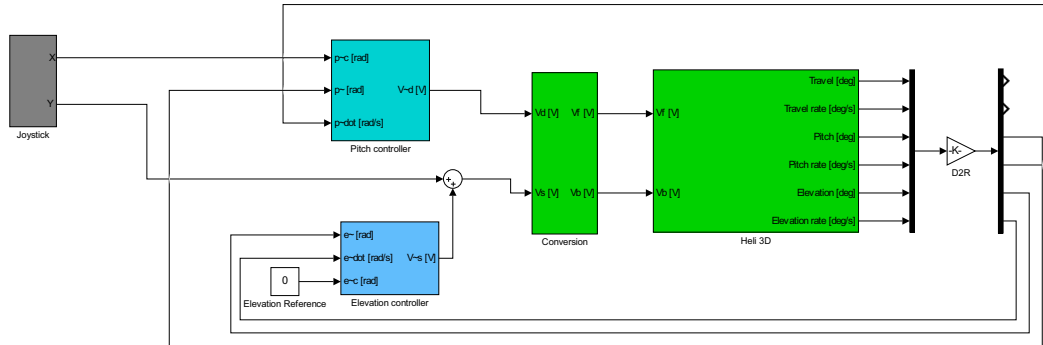 X
Y
Joystick
p~c [rad]
p~ [rad]
p~dot [rad/s]
V~d [V]
Pitch controller
+
+
e~ [rad]
e~dot [rad/s]
e~c [rad]
V~s [V]
Elevation controller
0
Elevation Reference
Vd [V]
Vs [V]
Vf [V]
Vb [V]
Conversion
Vf [V]
Vb [V]
Travel [deg]
Travel rate [deg/s]
Pitch [deg]
Pitch rate [deg/s]
Elevation [deg]
Elevation rate [deg/s]
Heli 3D
-K-
D2R